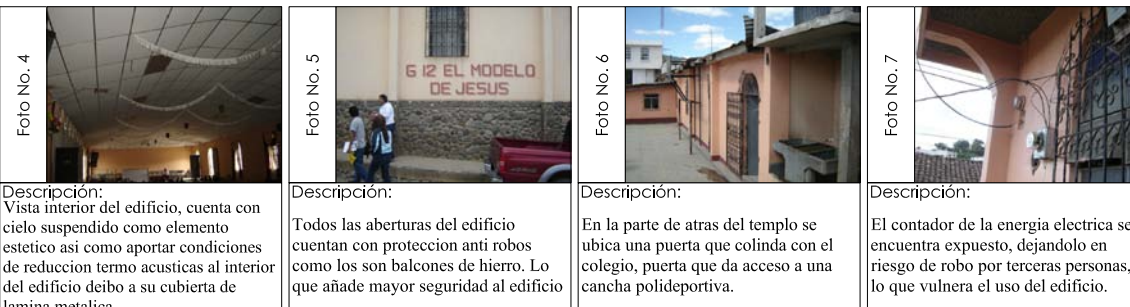 Foto No. 4
Descripción:
Vista interior del edificio, cuenta con
cielo suspendido como elemento
estetico asi como aportar condiciones
de reduccion termo acusticas al interior
del edificio deibo a su cubierta de
lamina metalica
Foto No. 5
G 12 EL MODELO
DE JESUS
Descripción:
Todos las aberturas del edificio
cuentan con proteccion anti robos
como los son balcones de hierro. Lo
que añade mayor seguridad al edificio
Foto No. 6
Descripción:
En la parte de atras del templo se
ubica una puerta que colinda con el
colegio, puerta que da acceso a una
cancha polideportiva.
Foto No. 7
Descripción:
El contador de la energia electrica se
encuentra expuesto, dejandolo en
riesgo de robo por terceras personas,
lo que vulnera el uso del edificio.